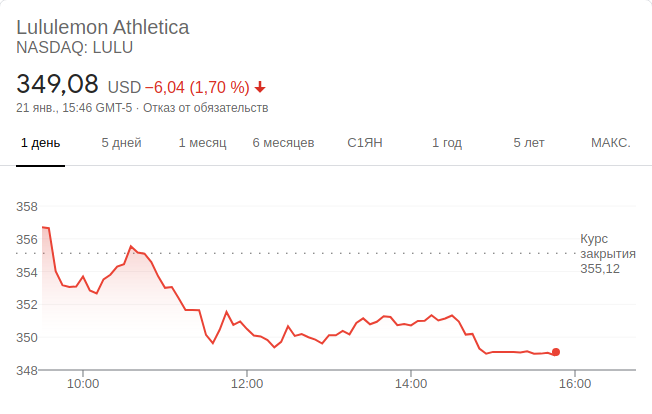 Lululemon Athletica
NASDAQ: LULU
349,08 USD −6,04 (1,70 %)
21 янв., 15:46 GMT-5 · Отказ от обязательств
1 день 5 дней 1 месяц 6 месяцев С1ЯН 1 год 5 лет МАКС.
358
356
354
352
350
348
Курс
закрытия
355,12
10:00 12:00 14:00 16:00